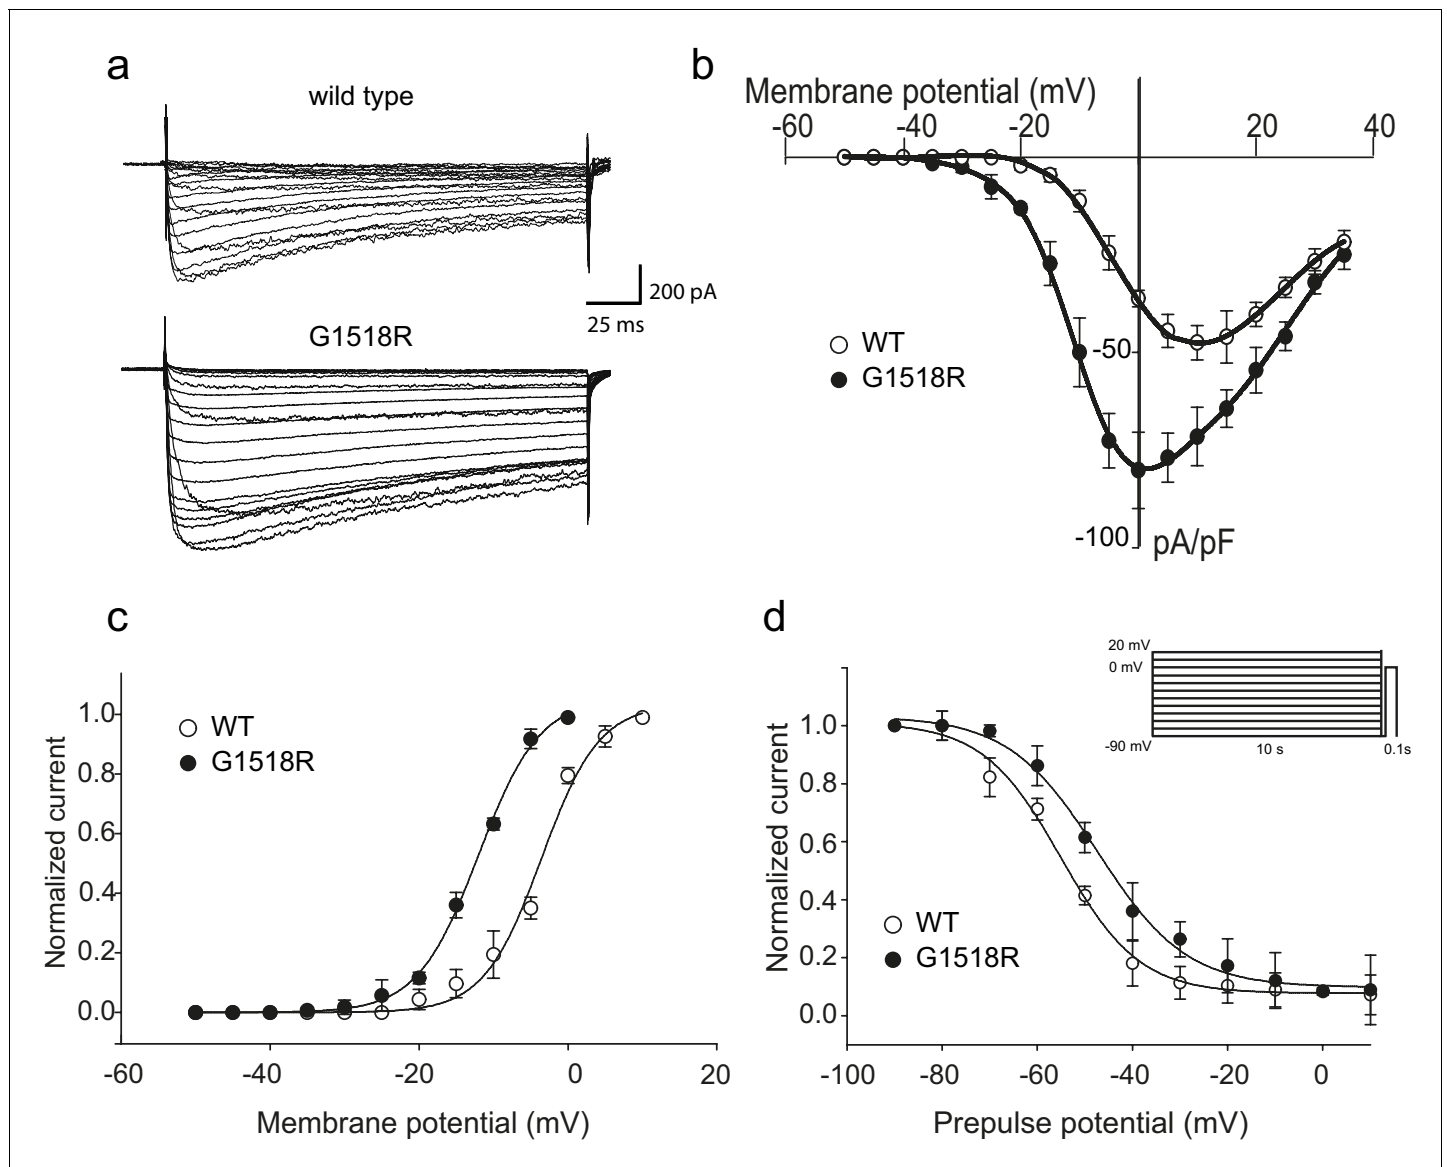 a
wild type
200 pA
25 ms
G1518R
b
Membrane potential (mV)
-60 -40 -20 20 40
WT
G1518R
-50
-100
pA/pF
c
Normalized current
1.0
0.8
0.6
0.4
0.2
0.0
WT
G1518R
-60 -40 -20 0 20
Membrane potential (mV)
d
20 mV
0 mV
-90 mV
10 s
0.1s
Normalized current
1.0
0.8
0.6
0.4
0.2
0.0
WT
G1518R
-100 -80 -60 -40 -20 0
Prepulse potential (mV)